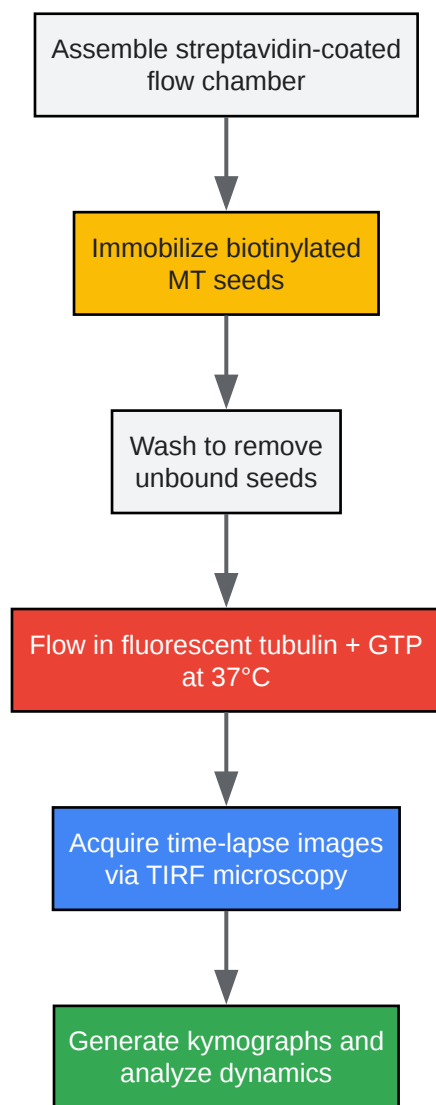 Assemble streptavidin-coated
flow chamber
Immobilize biotinylated
MT seeds
Wash to remove
unbound seeds
Flow in fluorescent tubulin + GTP
at 37°C
Acquire time-lapse images
via TIRF microscopy
Generate kymographs and
analyze dynamics